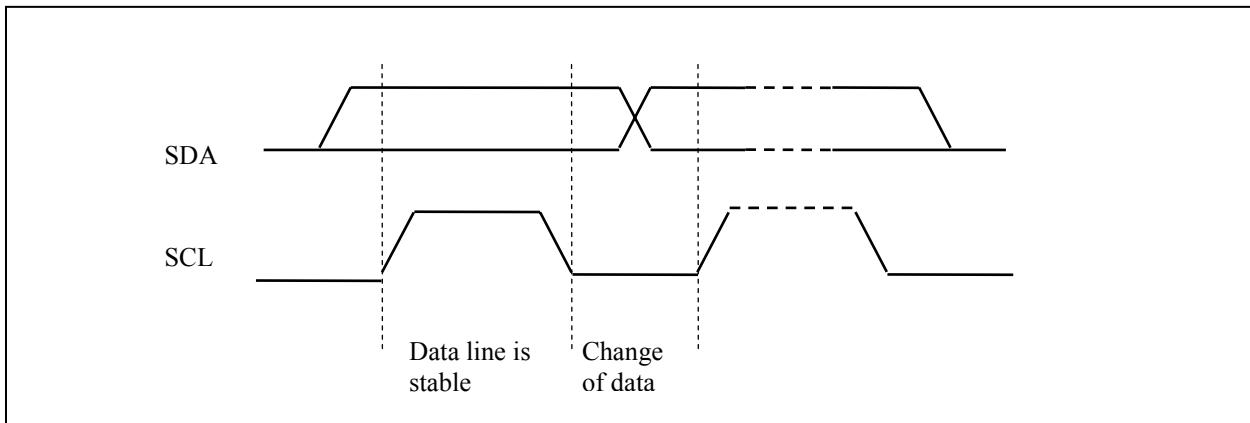 SDA
SCL
Data line is
stable
Change
of data